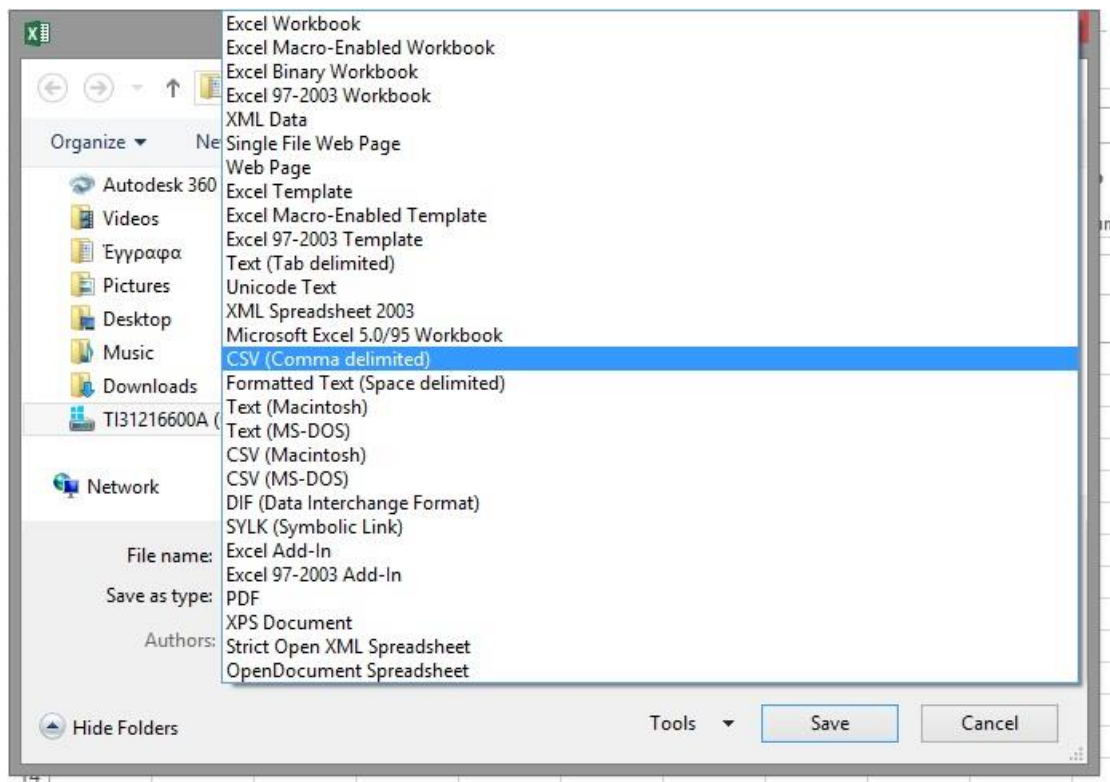 Excel Workbook
Excel Macro-Enabled Workbook
Excel Binary Workbook
Excel 97-2003 Workbook
XML Data
Single File Web Page
Web Page
Excel Template
Excel Macro-Enabled Template
Excel 97-2003 Template
Text (Tab delimited)
Unicode Text
XML Spreadsheet 2003
Microsoft Excel 5.0/95 Workbook
CSV (Comma delimited)
Formatted Text (Space delimited)
Text (Macintosh)
Text (MS-DOS)
CSV (Macintosh)
CSV (MS-DOS)
DIF (Data Interchange Format)
SYLK (Symbolic Link)
Excel Add-In
Excel 97-2003 Add-In
PDF
XPS Document
Strict Open XML Spreadsheet
OpenDocument Spreadsheet
Organize
Autodesk 360
Videos
Έγγραφα
Pictures
Desktop
Music
Downloads
TI31216600A (
Network
File name:
Save as type:
Authors:
Hide Folders
Tools
Save
Cancel